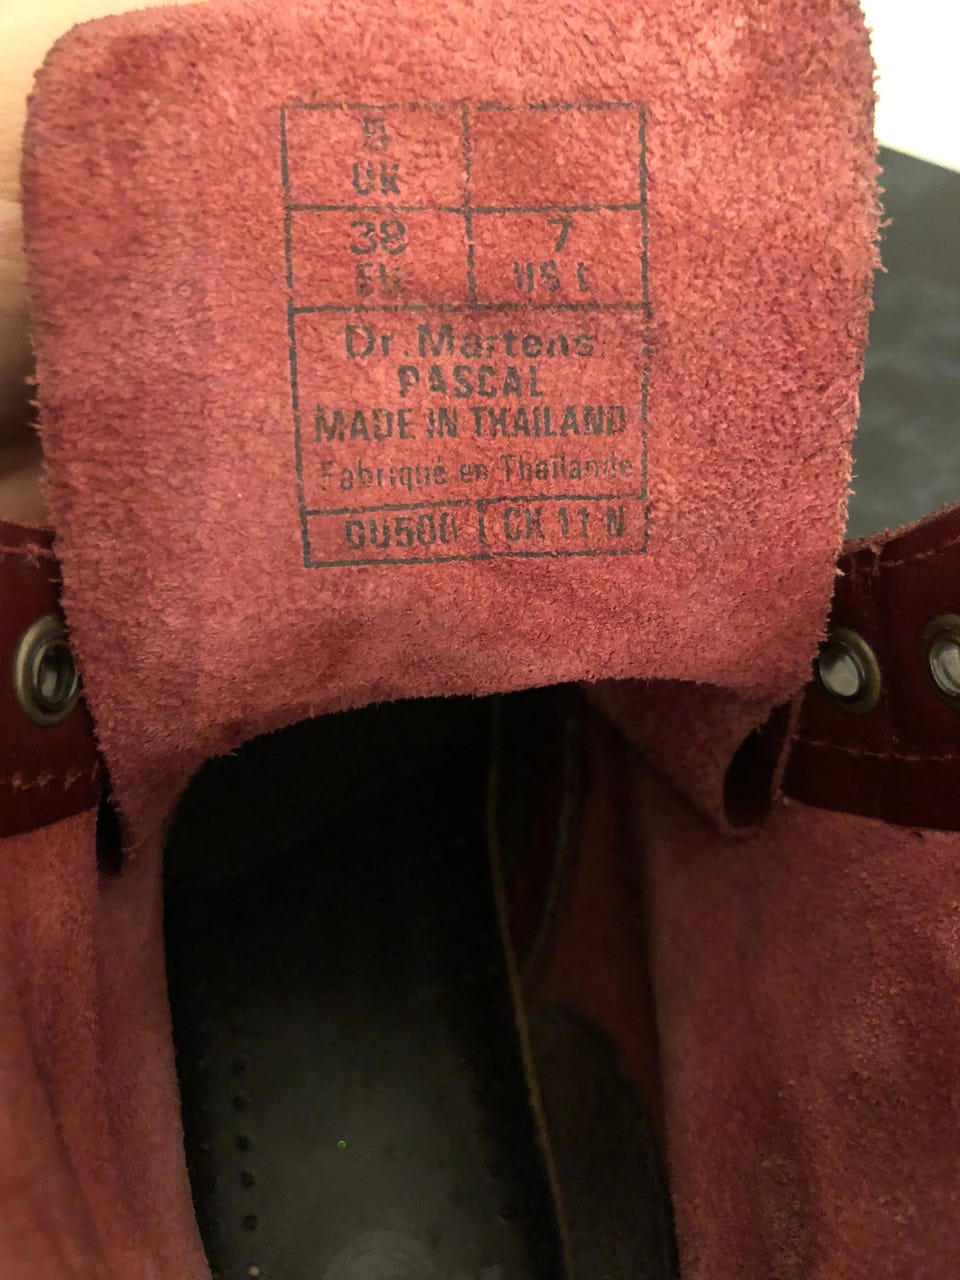 5
UK
38 7
EU US L
Dr. Martens
PASCAL
MADE IN THAILAND
Fabriqué en Thaïlande
CK 11 N